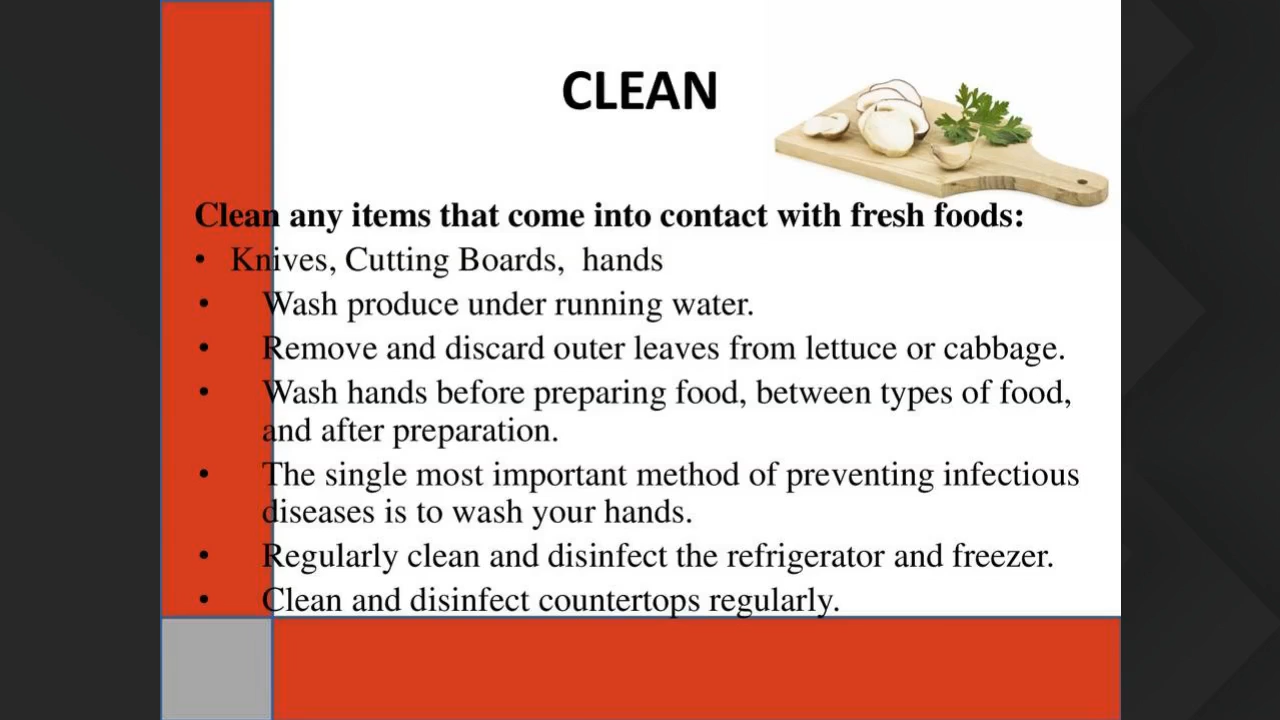 CLEAN
Clean any items that come into contact with fresh foods:
• Knives, Cutting Boards,  hands
• Wash produce under running water.
• Remove and discard outer leaves from lettuce or cabbage.
• Wash hands before preparing food, between types of food,
and after preparation.
• The single most important method of preventing infectious
diseases is to wash your hands.
• Regularly clean and disinfect the refrigerator and freezer.
• Clean and disinfect countertops regularly.